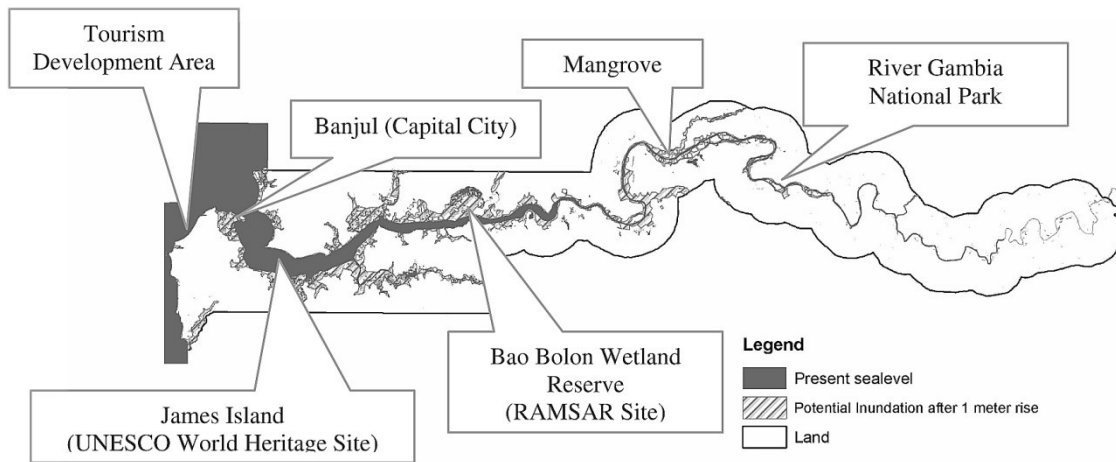 Tourism
Development Area
Banjul (Capital City)
Mangrove
River Gambia
National Park
James Island
(UNESCO World Heritage Site)
Bao Bolon Wetland
Reserve
(RAMSAR Site)
Legend
Present sealevel
Potential Inundation after 1 meter rise
Land